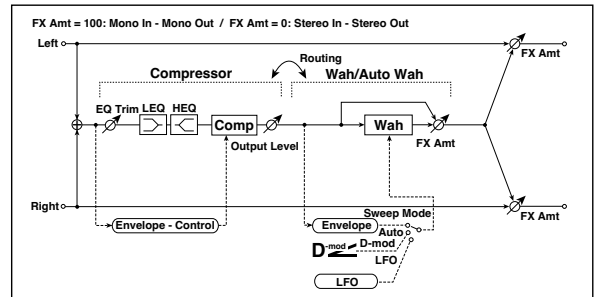 FX Amt = 100: Mono In - Mono Out / FX Amt = 0: Stereo In - Stereo Out
Left
FX Amt
Routing
Compressor
Wah/Auto Wah
EQ Trim
LEQ
HEQ
Comp
Output Level
Wah
FX Amt
Right
FX Amt
Envelope - Control
Envelope
Sweep Mode
Auto
D-mod
D-mod
LFO
LFO